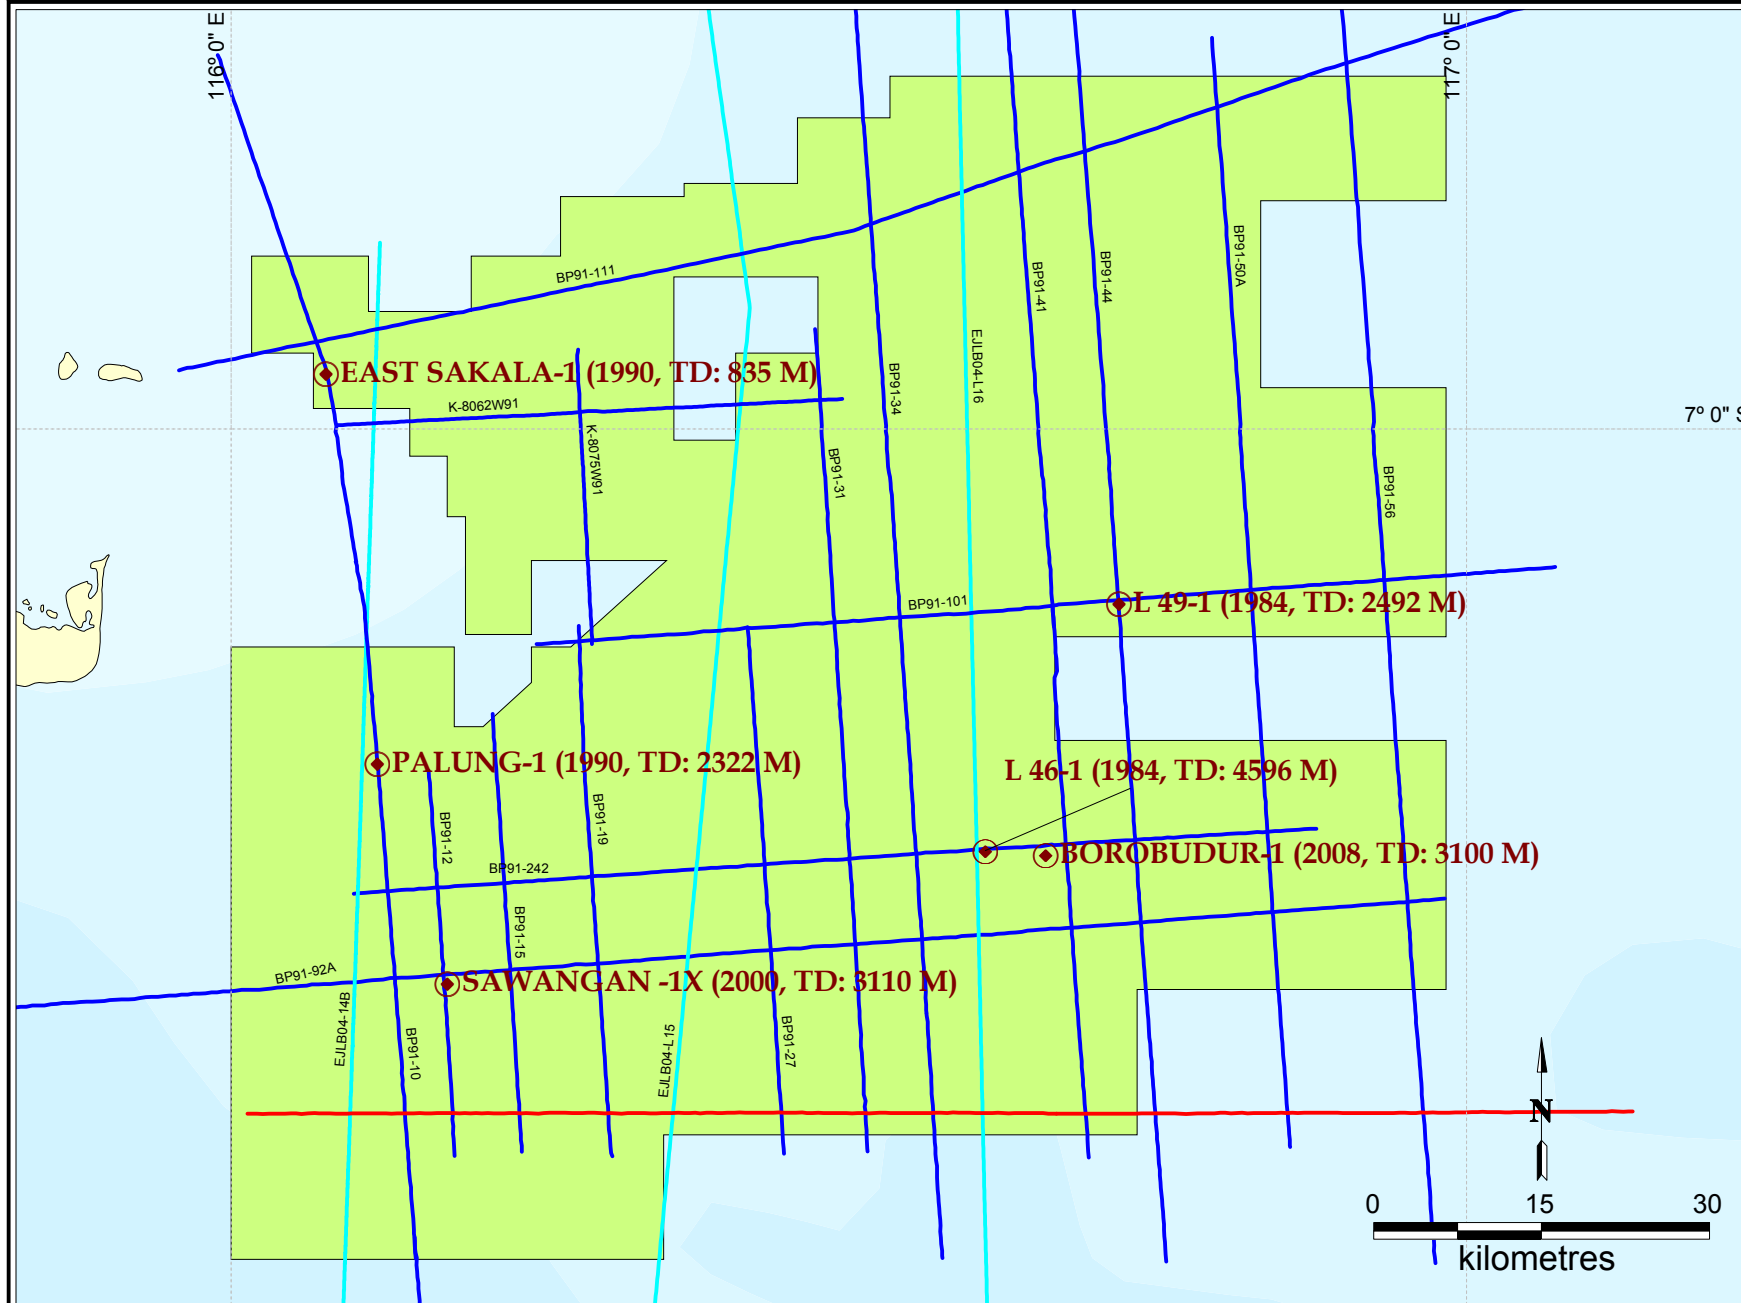 116º 0" E
117º 0" E
BP91-111
BP91-50A
BP91-44
BP91-41
EJLB04-L16
BP91-34
EAST SAKALA-1 (1990, TD: 835 M)
K-8062W91
7º 0" S
K-8075W91
BP91-31
BP91-56
BP91-101
L 49-1 (1984, TD: 2492 M)
PALUNG-1 (1990, TD: 2322 M)
L 46-1 (1984, TD: 4596 M)
BP91-12
BP91-19
BP91-242
BOROBUDUR-1 (2008, TD: 3100 M)
BP91-15
BP91-92A
SAWANGAN -1X (2000, TD: 3110 M)
EJLB04-14B
BP91-10
EJLB04-L15
BP91-27
N
0 15 30
kilometres